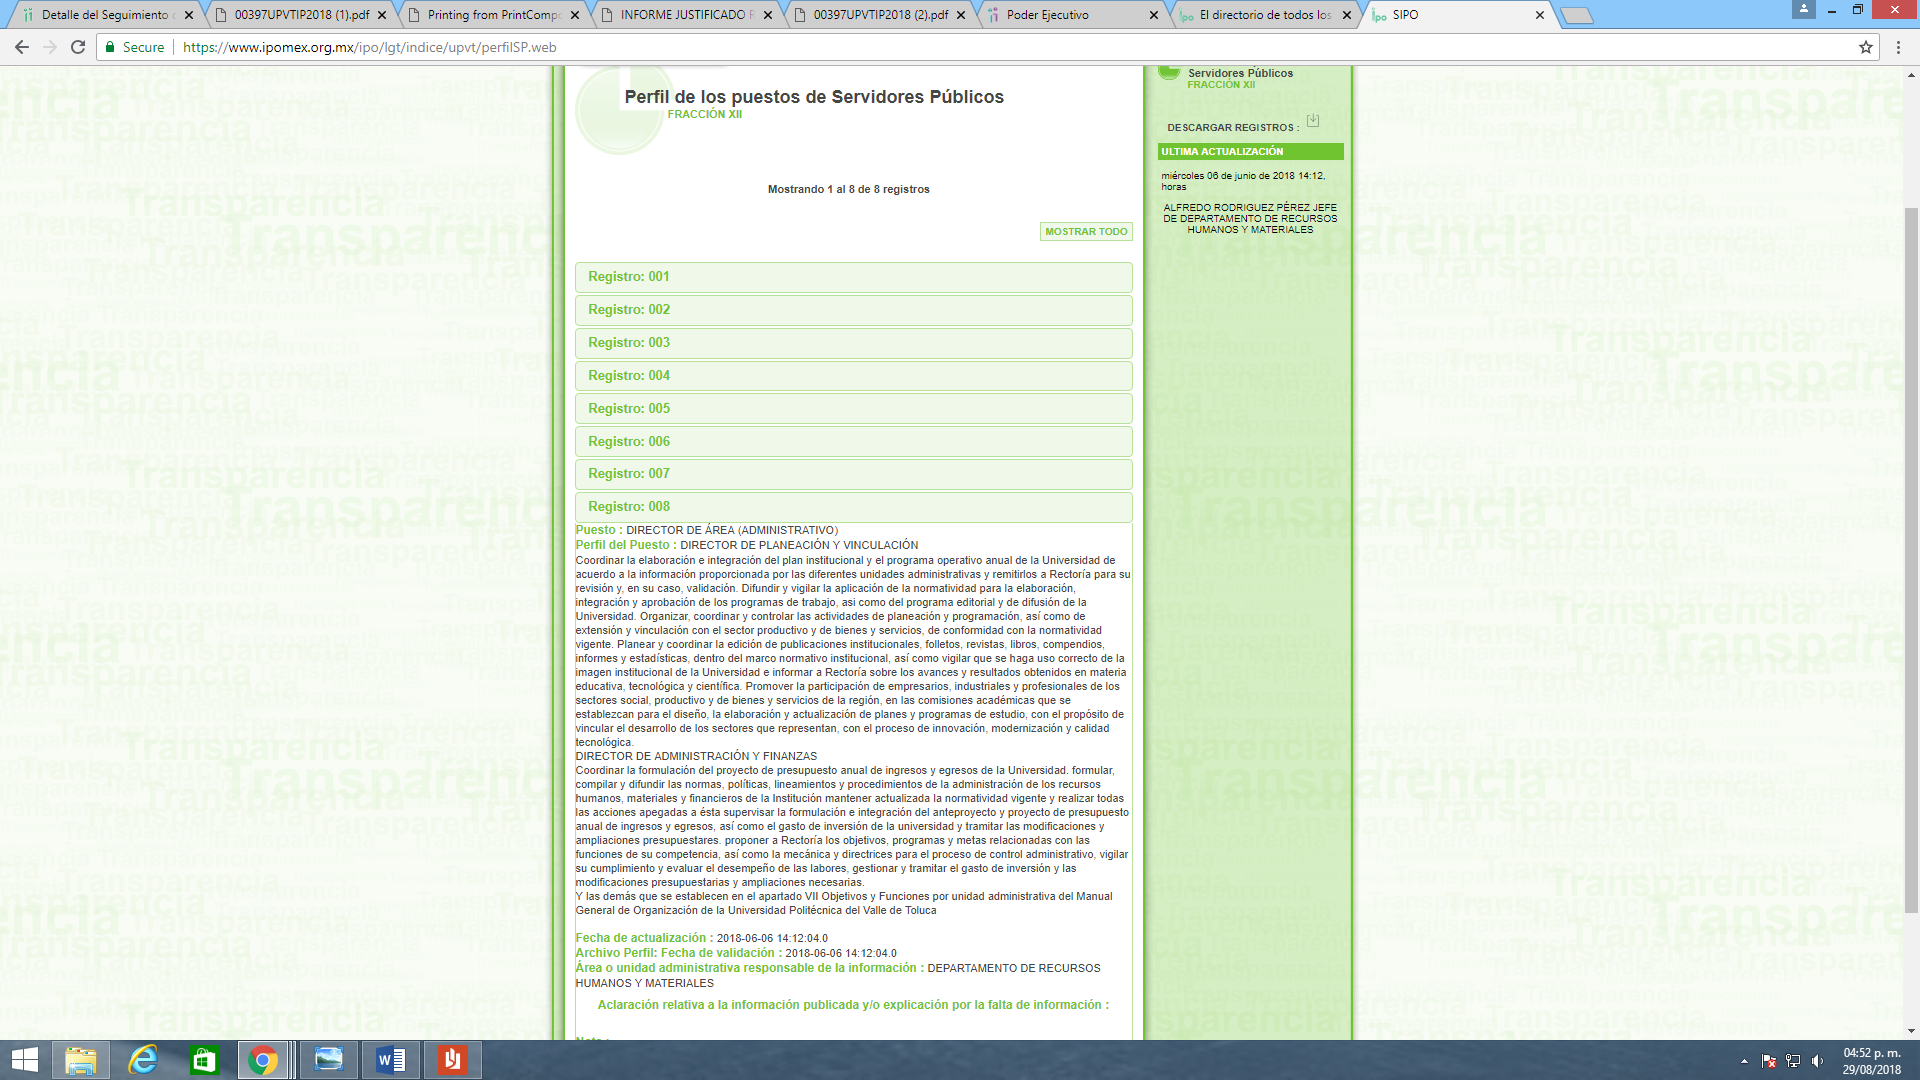 Detalle del Seguimiento
00397UPVTIP2018 (1).pdf
Printing from PrintCompo
INFORME JUSTIFICADO
00397UPVTIP2018 (2).pdf
Poder Ejecutivo
El directorio de todos los
SIPO
Secure
https://www.ipomex.org.mx/ipo/lgt/indice/upvt/perfilSP.web
Perfil de los puestos de Servidores Públicos
FRACCIÓN XII
Mostrando 1 al 8 de 8 registros
MOSTRAR TODO
Registro: 001
Registro: 002
Registro: 003
Registro: 004
Registro: 005
Registro: 006
Registro: 007
Registro: 008
Puesto : DIRECTOR DE ÁREA (ADMINISTRATIVO)
Perfil del Puesto : DIRECTOR DE PLANEACIÓN Y VINCULACIÓN
Coordinar la elaboración e integración del plan institucional y el programa operativo anual de la Universidad de
acuerdo a la información proporcionada por las diferentes unidades administrativas y remitirlos a Rectoría para su
revisión y, en su caso, validación. Difundir y vigilar la aplicación de la normatividad para la elaboración,
integración y aprobación de los programas de trabajo, asi como del programa editorial y de difusión de la
Universidad. Organizar, coordinar y controlar las actividades de planeación y programación, así como de
extensión y vinculación con el sector productivo y de bienes y servicios, de conformidad con la normatividad
vigente. Planear y coordinar la edición de publicaciones institucionales, folletos, revistas, libros, compendios,
informes y estadísticas, dentro del marco normativo institucional, así como vigilar que se haga uso correcto de la
imagen institucional de la Universidad e informar a Rectoría sobre los avances y resultados obtenidos en materia
educativa, tecnológica y científica. Promover la participación de empresarios, industriales y profesionales de los
sectores social, productivo y de bienes y servicios de la región, en las comisiones académicas que se
establezcan para el diseño, la elaboración y actualización de planes y programas de estudio, con el propósito de
vincular el desarrollo de los sectores que representan, con el proceso de innovación, modernización y calidad
tecnológica.
DIRECTOR DE ADMINISTRACIÓN Y FINANZAS
Coordinar la formulación del proyecto de presupuesto anual de ingresos y egresos de la Universidad. formular,
compilar y difundir las normas, políticas, lineamientos y procedimientos de la administración de los recursos
humanos, materiales y financieros de la Institución mantener actualizada la normatividad vigente y realizar todas
las acciones apegadas a ésta supervisar la formulación e integración del anteproyecto y proyecto de presupuesto
anual de ingresos y egresos, así como el gasto de inversión de la universidad y tramitar las modificaciones y
ampliaciones presupuestares. proponer a Rectoría los objetivos, programas y metas relacionadas con las
funciones de su competencia, así como la mecánica y directrices para el proceso de control administrativo, vigilar
su cumplimiento y evaluar el desempeño de las labores, gestionar y tramitar el gasto de inversión y las
modificaciones presupuestarias y ampliaciones necesarias.
Y las demás que se establecen en el apartado VII Objetivos y Funciones por unidad administrativa del Manual
General de Organización de la Universidad Politécnica del Valle de Toluca
Fecha de actualización : 2018-06-06 14:12:04.0
Archivo Perfil: Fecha de validación : 2018-06-06 14:12:04.0
Área o unidad administrativa responsable de la información : DEPARTAMENTO DE RECURSOS
HUMANOS Y MATERIALES
Aclaración relativa a la información publicada y/o explicación por la falta de información :
Servidores Públicos
FRACCIÓN XII
DESCARGAR REGISTROS :
ULTIMA ACTUALIZACIÓN
miércoles 06 de junio de 2018 14:12,
horas
ALFREDO RODRIGUEZ PÉREZ JEFE
DE DEPARTAMENTO DE RECURSOS
HUMANOS Y MATERIALES
Transparencia
04:52 p. m.
29/08/2018